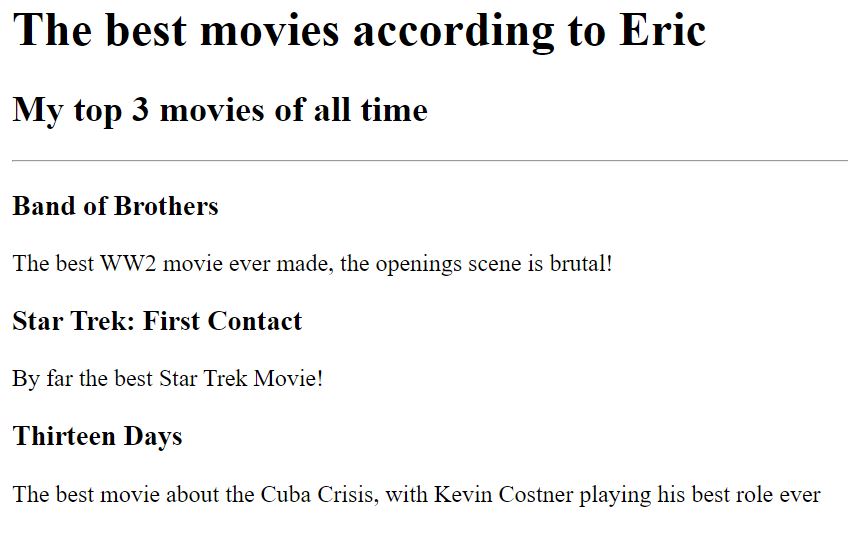 The best movies according to Eric
My top 3 movies of all time
Band of Brothers
The best WW2 movie ever made, the openings scene is brutal!
Star Trek: First Contact
By far the best Star Trek Movie!
Thirteen Days
The best movie about the Cuba Crisis, with Kevin Costner playing his best role ever